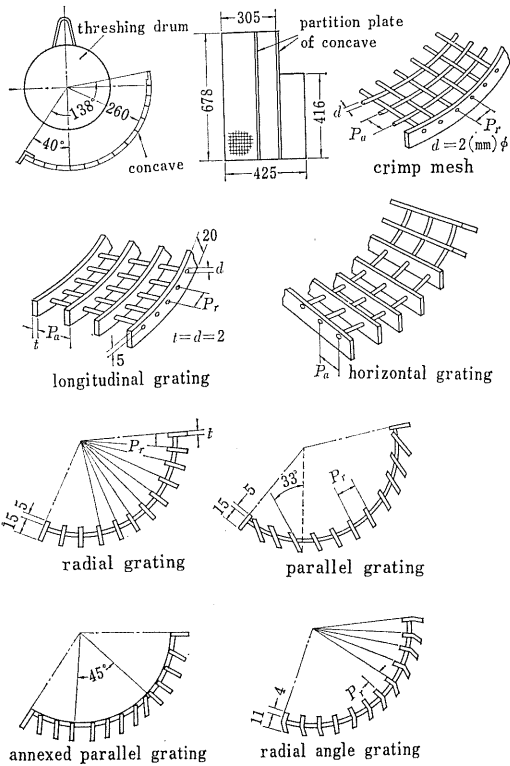 threshing drum
138°
260
40°
concave
305
partition plate
of concave
678
416
425
d
Pa
Pr
d=2(mm)φ
crimp mesh
20
d
Pr
t
Pa
5
t=d=2
longitudinal grating
Pa
horizontal grating
Pr
t
5
15
radial grating
33°
Pr
5
15
parallel grating
45°
annexed parallel grating
4
11
Pr
radial angle grating